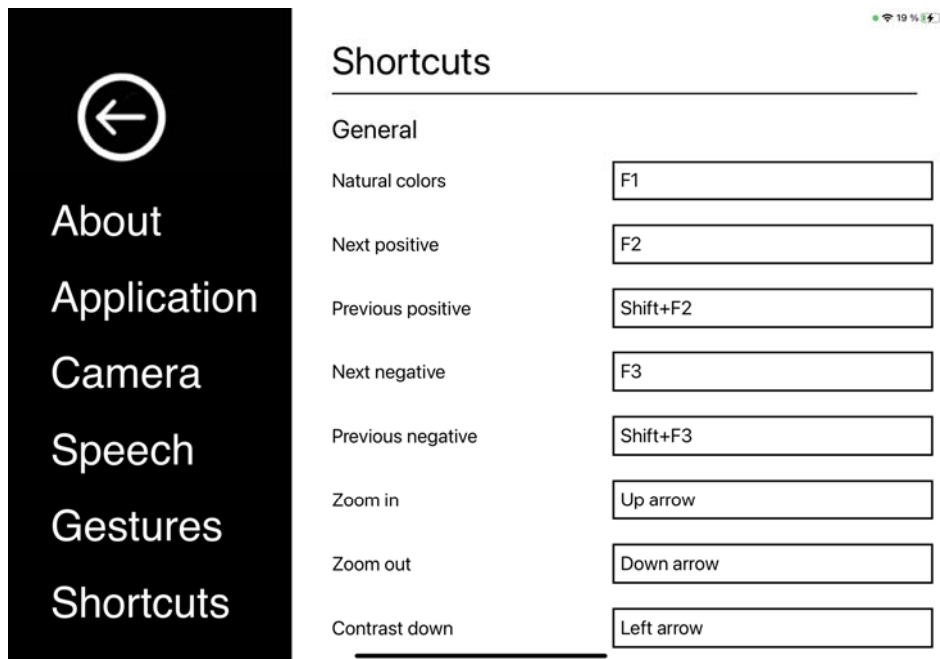 19 %
About
Application
Camera
Speech
Gestures
Shortcuts
Shortcuts
General
Natural colors F1
Next positive F2
Previous positive Shift+F2
Next negative F3
Previous negative Shift+F3
Zoom in Up arrow
Zoom out Down arrow
Contrast down Left arrow